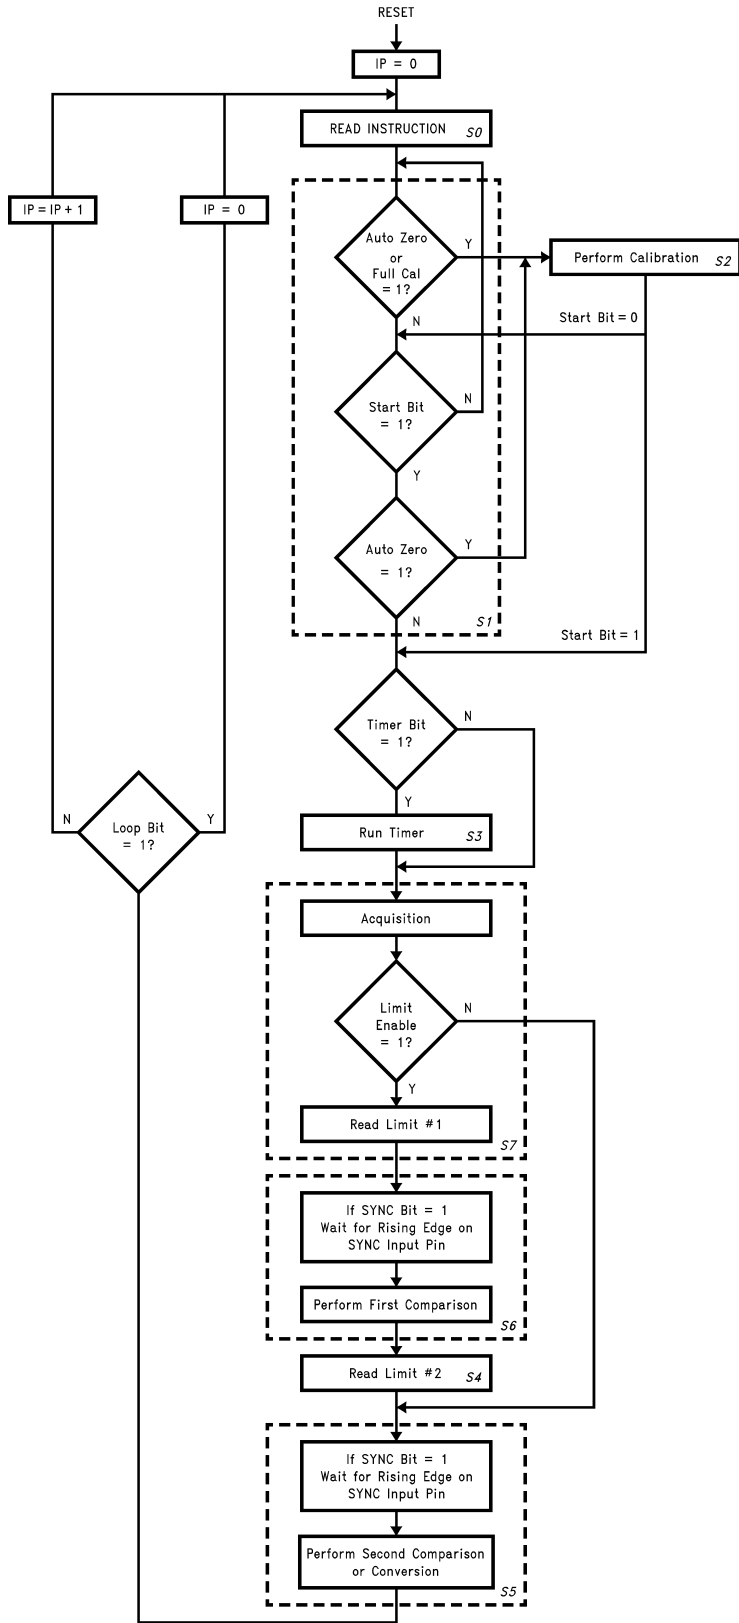 RESET
IP = 0
READ INSTRUCTION S0
IP = IP + 1
IP = 0
Auto Zero
or
Full Cal
= 1?
Y
Perform Calibration S2
N
Start Bit = 0
Start Bit
= 1?
N
Y
Auto Zero
= 1?
Y
N
S1
Start Bit = 1
Timer Bit
= 1?
N
Y
Run Timer S3
N
Loop Bit
= 1?
Y
Acquisition
Limit
Enable
= 1?
N
Y
Read Limit #1
S7
If SYNC Bit = 1
Wait for Rising Edge on
SYNC Input Pin
Perform First Comparison
S6
Read Limit #2 S4
If SYNC Bit = 1
Wait for Rising Edge on
SYNC Input Pin
Perform Second Comparison
or Conversion
S5